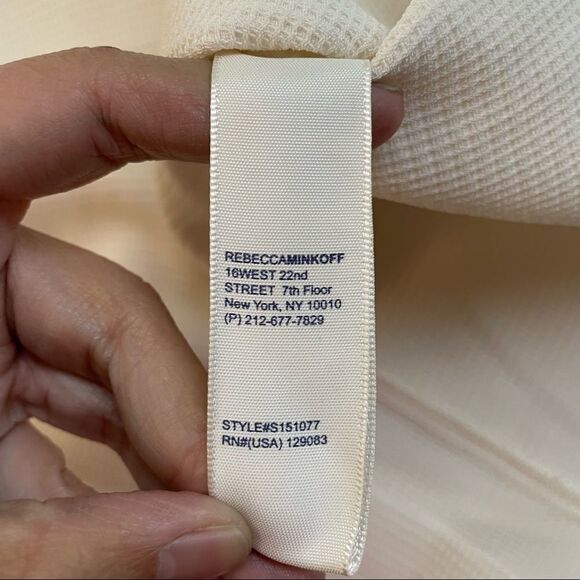 REBECCAMINKOFF
16WEST 22nd
STREET 7th Floor
New York, NY 10010
(P) 212-677-7829
STYLE#S151077
RN#(USA) 129083